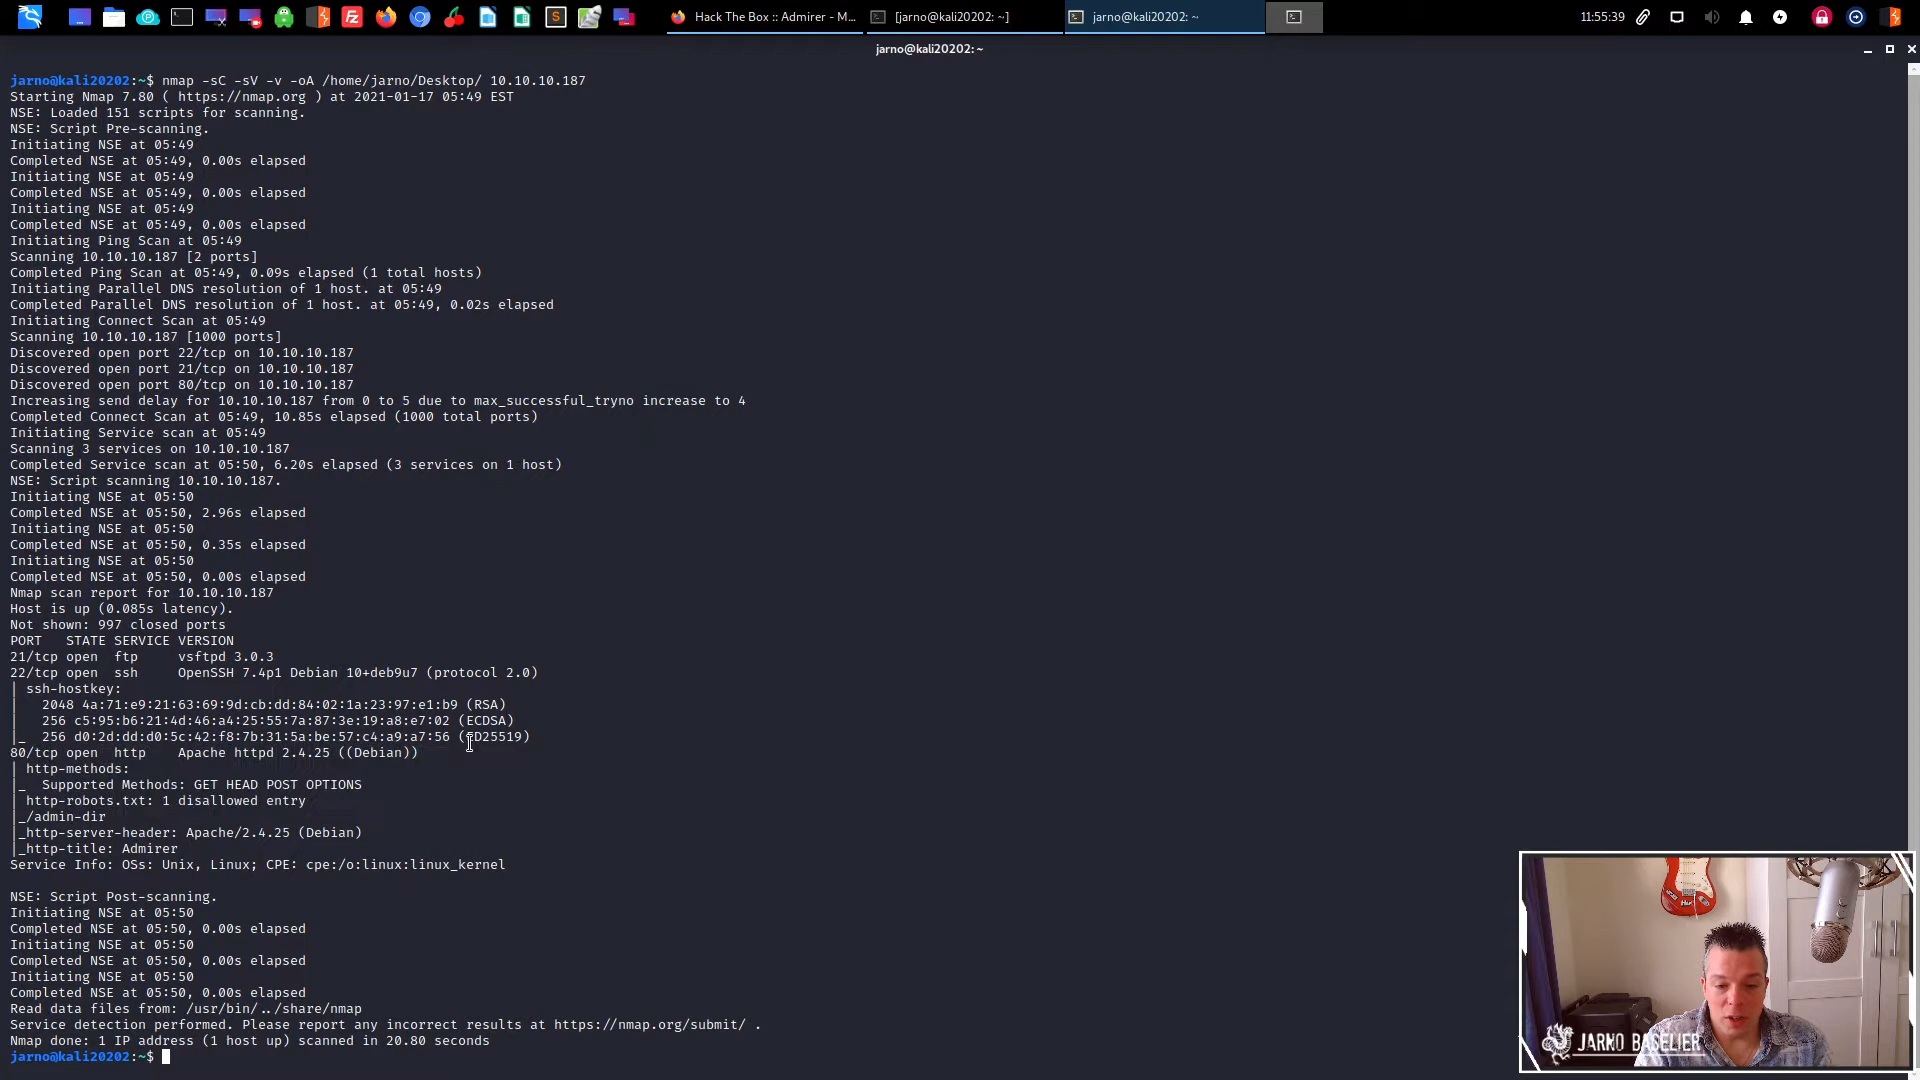 Hack The Box :: Admirer - M...
[jarno@kali20202: ~]
jarno@kali20202: ~
11:55:39
jarno@kali20202: ~
jarno@kali20202:~$ nmap -sC -sV -v -oA /home/jarno/Desktop/ 10.10.10.187
Starting Nmap 7.80 ( https://nmap.org ) at 2021-01-17 05:49 EST
NSE: Loaded 151 scripts for scanning.
NSE: Script Pre-scanning.
Initiating NSE at 05:49
Completed NSE at 05:49, 0.00s elapsed
Initiating NSE at 05:49
Completed NSE at 05:49, 0.00s elapsed
Initiating NSE at 05:49
Completed NSE at 05:49, 0.00s elapsed
Initiating Ping Scan at 05:49
Scanning 10.10.10.187 [2 ports]
Completed Ping Scan at 05:49, 0.09s elapsed (1 total hosts)
Initiating Parallel DNS resolution of 1 host. at 05:49
Completed Parallel DNS resolution of 1 host. at 05:49, 0.02s elapsed
Initiating Connect Scan at 05:49
Scanning 10.10.10.187 [1000 ports]
Discovered open port 22/tcp on 10.10.10.187
Discovered open port 21/tcp on 10.10.10.187
Discovered open port 80/tcp on 10.10.10.187
Increasing send delay for 10.10.10.187 from 0 to 5 due to max_successful_tryno increase to 4
Completed Connect Scan at 05:49, 10.85s elapsed (1000 total ports)
Initiating Service scan at 05:49
Scanning 3 services on 10.10.10.187
Completed Service scan at 05:50, 6.20s elapsed (3 services on 1 host)
NSE: Script scanning 10.10.10.187.
Initiating NSE at 05:50
Completed NSE at 05:50, 2.96s elapsed
Initiating NSE at 05:50
Completed NSE at 05:50, 0.35s elapsed
Initiating NSE at 05:50
Completed NSE at 05:50, 0.00s elapsed
Nmap scan report for 10.10.10.187
Host is up (0.085s latency).
Not shown: 997 closed ports
PORT   STATE SERVICE VERSION
21/tcp open  ftp     vsftpd 3.0.3
22/tcp open  ssh     OpenSSH 7.4p1 Debian 10+deb9u7 (protocol 2.0)
| ssh-hostkey:
|   2048 4a:71:e9:21:63:69:9d:cb:dd:84:02:1a:23:97:e1:b9 (RSA)
|   256 c5:95:b6:21:4d:46:a4:25:55:7a:87:3e:19:a8:e7:02 (ECDSA)
|_  256 d0:2d:dd:d0:5c:42:f8:7b:31:5a:be:57:c4:a9:a7:56 (ED25519)
80/tcp open  http    Apache httpd 2.4.25 ((Debian))
| http-methods:
|_  Supported Methods: GET HEAD POST OPTIONS
| http-robots.txt: 1 disallowed entry
|_/admin-dir
|_http-server-header: Apache/2.4.25 (Debian)
|_http-title: Admirer
Service Info: OSs: Unix, Linux; CPE: cpe:/o:linux:linux_kernel
NSE: Script Post-scanning.
Initiating NSE at 05:50
Completed NSE at 05:50, 0.00s elapsed
Initiating NSE at 05:50
Completed NSE at 05:50, 0.00s elapsed
Initiating NSE at 05:50
Completed NSE at 05:50, 0.00s elapsed
Read data files from: /usr/bin/../share/nmap
Service detection performed. Please report any incorrect results at https://nmap.org/submit/ .
Nmap done: 1 IP address (1 host up) scanned in 20.80 seconds
jarno@kali20202:~$
JARNO BASELIER